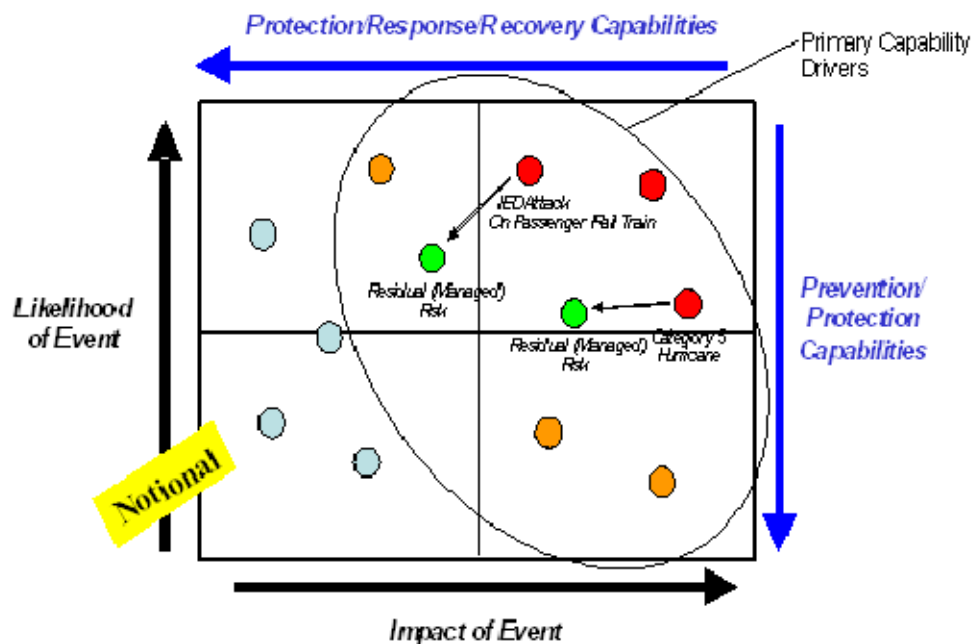 Protection/Response/Recovery Capabilities
Primary Capability
Drivers
IED Attack
On Passenger Rail Train
Residual (Managed)
Risk
Likelihood
of Event
Prevention/
Protection
Capabilities
Residual (Managed)
Risk
Category 5
Hurricane
Notional
Impact of Event